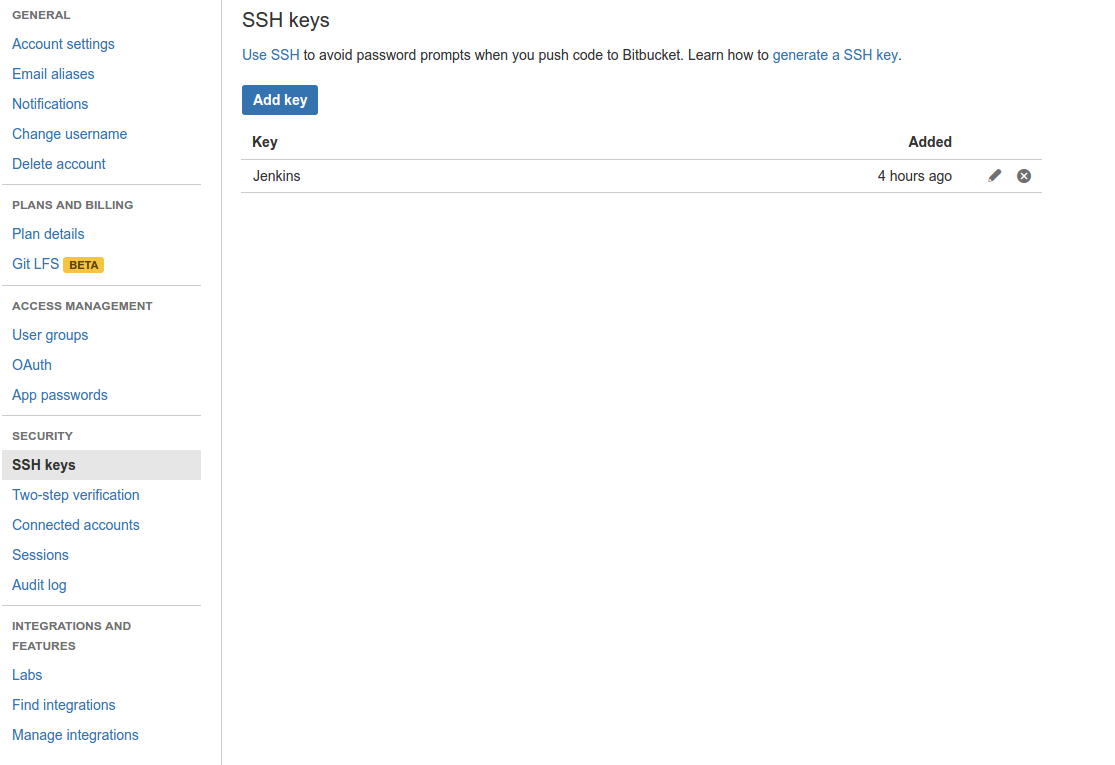 GENERAL
Account settings
Email aliases
Notifications
Change username
Delete account
PLANS AND BILLING
Plan details
Git LFS BETA
ACCESS MANAGEMENT
User groups
OAuth
App passwords
SECURITY
SSH keys
Two-step verification
Connected accounts
Sessions
Audit log
INTEGRATIONS AND
FEATURES
Labs
Find integrations
Manage integrations
SSH keys
Use SSH to avoid password prompts when you push code to Bitbucket. Learn how to generate a SSH key.
Add key
Key Added
Jenkins 4 hours ago